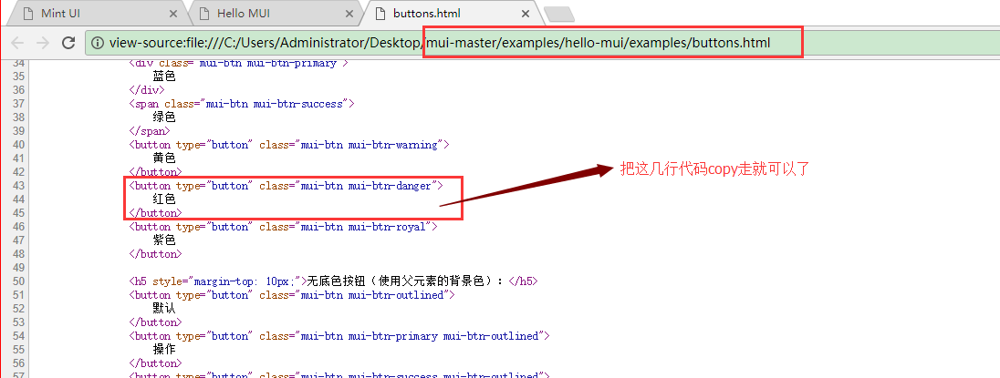 Mint UI
Hello MUI
buttons.html
view-source:file:///C:/Users/Administrator/Desktop/mui-master/examples/hello-mui/examples/buttons.html
34 <div class="mui-btn mui-btn-primary">
35 蓝色
36 </div>
37 <span class="mui-btn mui-btn-success">
38 绿色
39 </span>
40 <button type="button" class="mui-btn mui-btn-warning">
41 黄色
42 </button>
43 <button type="button" class="mui-btn mui-btn-danger">
44 红色
45 </button>
46 <button type="button" class="mui-btn mui-btn-royal">
47 紫色
48 </button>
49
50 <h5 style="margin-top: 10px;">无底色按钮（使用父元素的背景色）：</h5>
51 <button type="button" class="mui-btn mui-btn-outlined">
52 默认
53 </button>
54 <button type="button" class="mui-btn mui-btn-primary mui-btn-outlined">
55 操作
56 </button>
57 <button type="button" class="mui-btn mui-btn-success mui-btn-outlined">
把这几行代码copy走就可以了